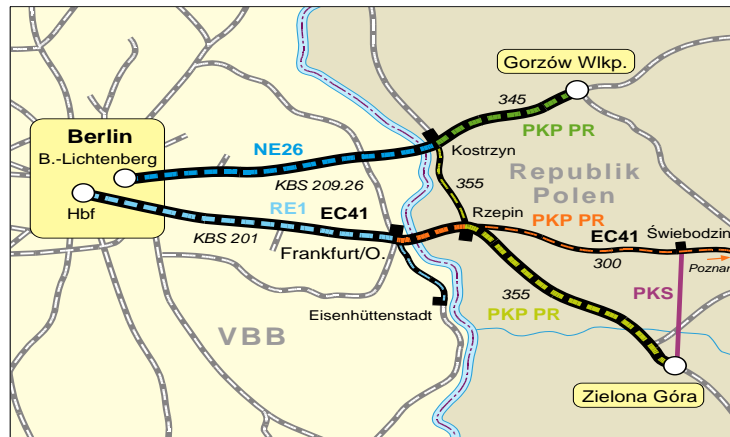 Gorzów Wlkp.
345
Berlin
B.-Lichtenberg
NE26
PKP PR
Kostrzyn
KBS 209.26
Republik
Polen
355
Hbf
RE1
EC41
Rzepin
PKP PR
KBS 201
EC41
Świebodzin
Frankfurt/O.
300
Poznań
355
PKS
PKP PR
Eisenhüttenstadt
VBB
Zielona Góra